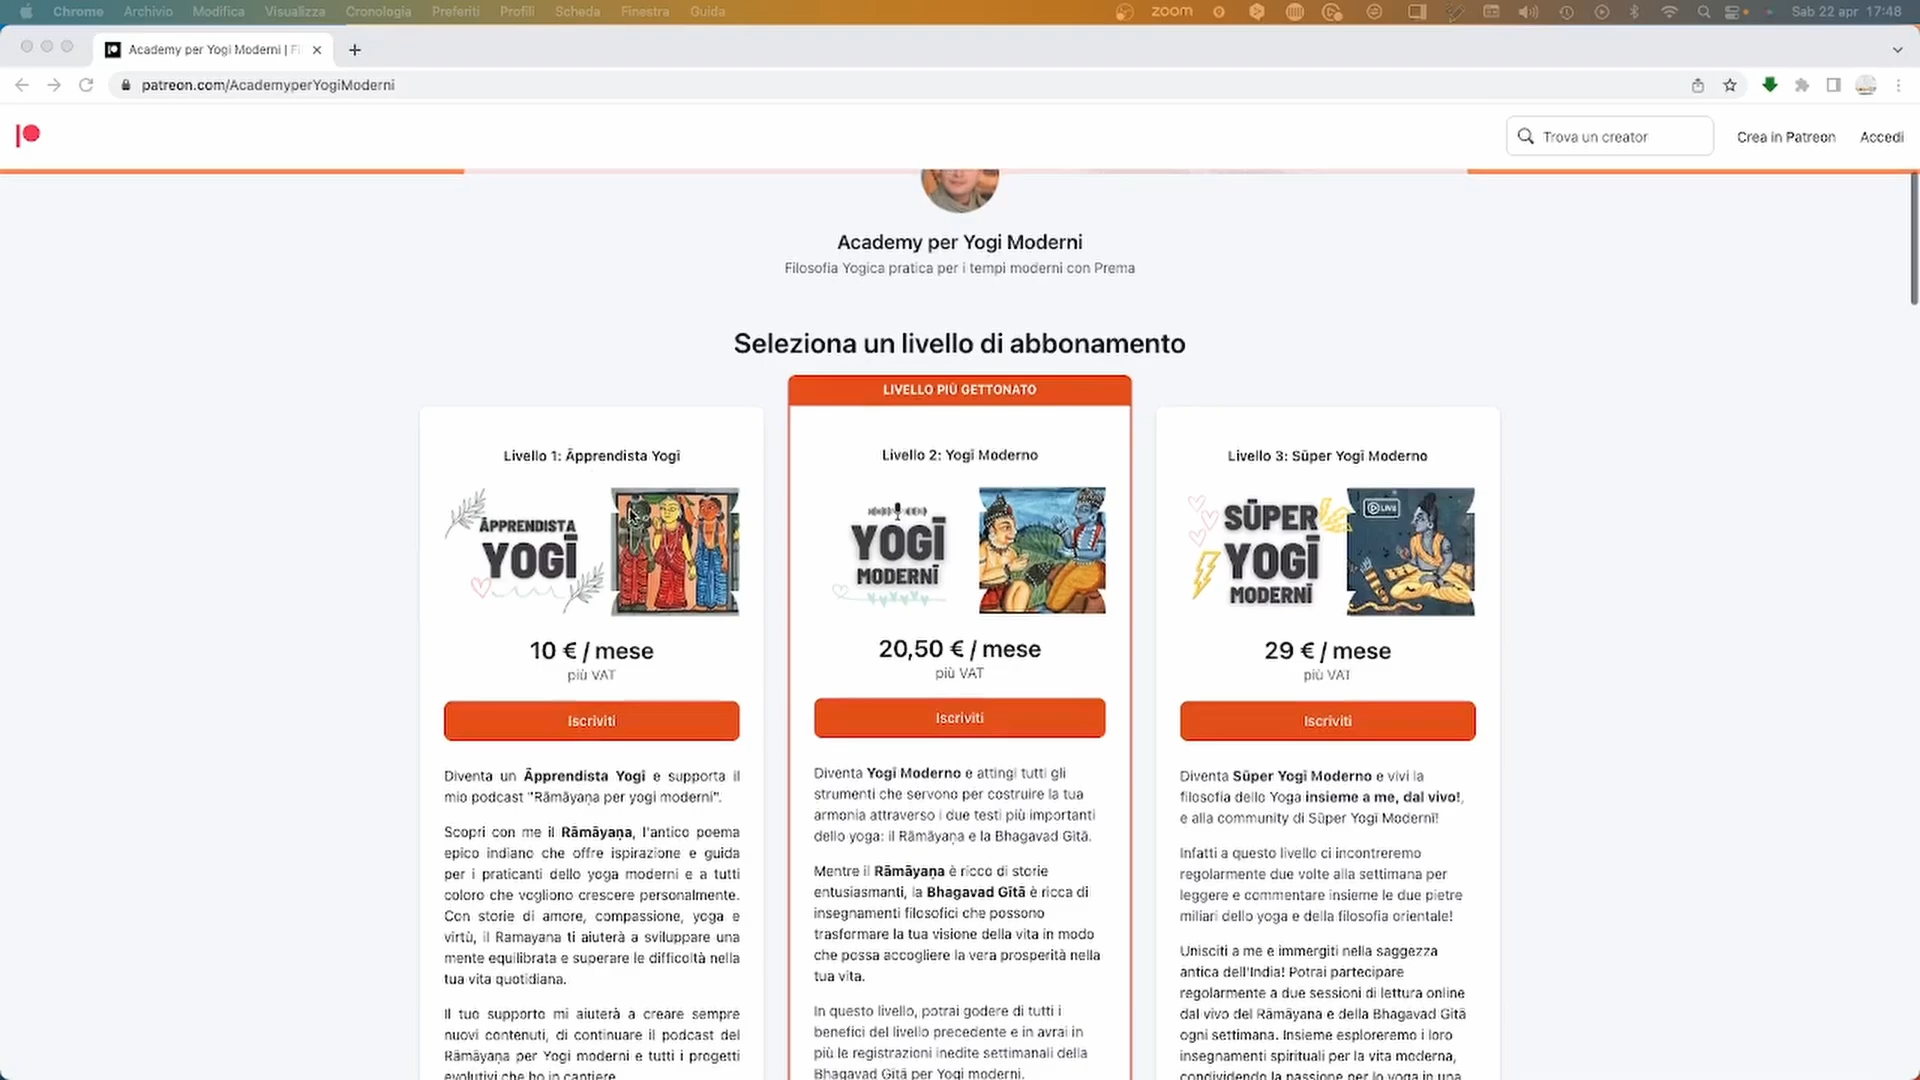 Chrome Archivio Modifica Visualizza Cronologia Preferiti Profili Scheda Finestra Guida zoom Sab 22 apr 17:48
Academy per Yogi Moderni | Fi
patreon.com/AcademyperYogiModerni
Trova un creator Crea in Patreon Accedi
Academy per Yogi Moderni
Filosofia Yogica pratica per i tempi moderni con Prema
Seleziona un livello di abbonamento
Livello 1: Āpprendista Yogī
ĀPPRENDISTA
YOGĪ
10 € / mese
più VAT
Iscriviti
Diventa un Āpprendista Yogī e supporta il
mio podcast "Rāmāyaṇa per yogi moderni".
Scopri con me il Rāmāyaṇa, l'antico poema
epico indiano che offre ispirazione e guida
per i praticanti dello yoga moderni e a tutti
coloro che vogliono crescere personalmente.
Con storie di amore, compassione, yoga e
virtù, il Ramayana ti aiuterà a sviluppare una
mente equilibrata e superare le difficoltà nella
tua vita quotidiana.
Il tuo supporto mi aiuterà a creare sempre
nuovi contenuti, di continuare il podcast del
Rāmāyaṇa per Yogi moderni e tutti i progetti
evolutivi che ho in cantiere.
LIVELLO PIÙ GETTONATO
Livello 2: Yogī Moderno
YOGĪ
MODERNĪ
20,50 € / mese
più VAT
Iscriviti
Diventa Yogī Moderno e attingi tutti gli
strumenti che servono per costruire la tua
armonia attraverso i due testi più importanti
dello yoga: il Rāmāyaṇa e la Bhagavad Gītā.
Mentre il Rāmāyaṇa è ricco di storie
entusiasmanti, la Bhagavad Gītā è ricca di
insegnamenti filosofici che possono
trasformare la tua visione della vita in modo
che possa accogliere la vera prosperità nella
tua vita.
In questo livello, potrai godere di tutti i
benefici del livello precedente e in avrai in
più le registrazioni inedite settimanali della
Bhagavad Gītā per Yogi moderni.
Livello 3: Sūper Yogī Moderno
SŪPER
YOGĪ
MODERNĪ
LIVE
29 € / mese
più VAT
Iscriviti
Diventa Sūper Yogī Moderno e vivi la
filosofia dello Yoga insieme a me, dal vivo!,
e alla community di Sūper Yogī Modernī!
Infatti a questo livello ci incontreremo
regolarmente due volte alla settimana per
leggere e commentare insieme le due pietre
miliari dello yoga e della filosofia orientale!
Unisciti a me e immergiti nella saggezza
antica dell'India! Potrai partecipare
regolarmente a due sessioni di lettura online
dal vivo del Rāmāyaṇa e della Bhagavad Gītā
ogni settimana. Insieme esploreremo i loro
insegnamenti spirituali per la vita moderna,
condividendo la passione per lo yoga in una